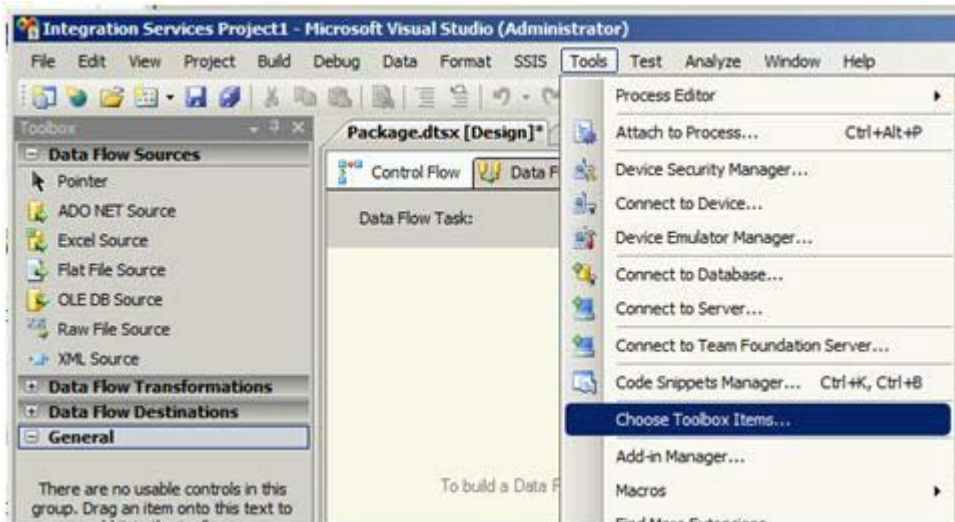 Integration Services Project1 - Microsoft Visual Studio (Administrator)
File Edit View Project Build Debug Data Format SSIS Tools Test Analyze Window Help
Toolbox
Data Flow Sources
Pointer
ADO NET Source
Excel Source
Flat File Source
OLE DB Source
Raw File Source
XML Source
Data Flow Transformations
Data Flow Destinations
General
There are no usable controls in this
group. Drag an item onto this text to
Package.dtsx [Design]*
Control Flow Data F
Data Flow Task:
To build a Data F
Process Editor
Attach to Process... Ctrl+Alt+P
Device Security Manager...
Connect to Device...
Device Emulator Manager...
Connect to Database...
Connect to Server...
Connect to Team Foundation Server...
Code Snippets Manager... Ctrl+K, Ctrl+B
Choose Toolbox Items...
Add-in Manager...
Macros